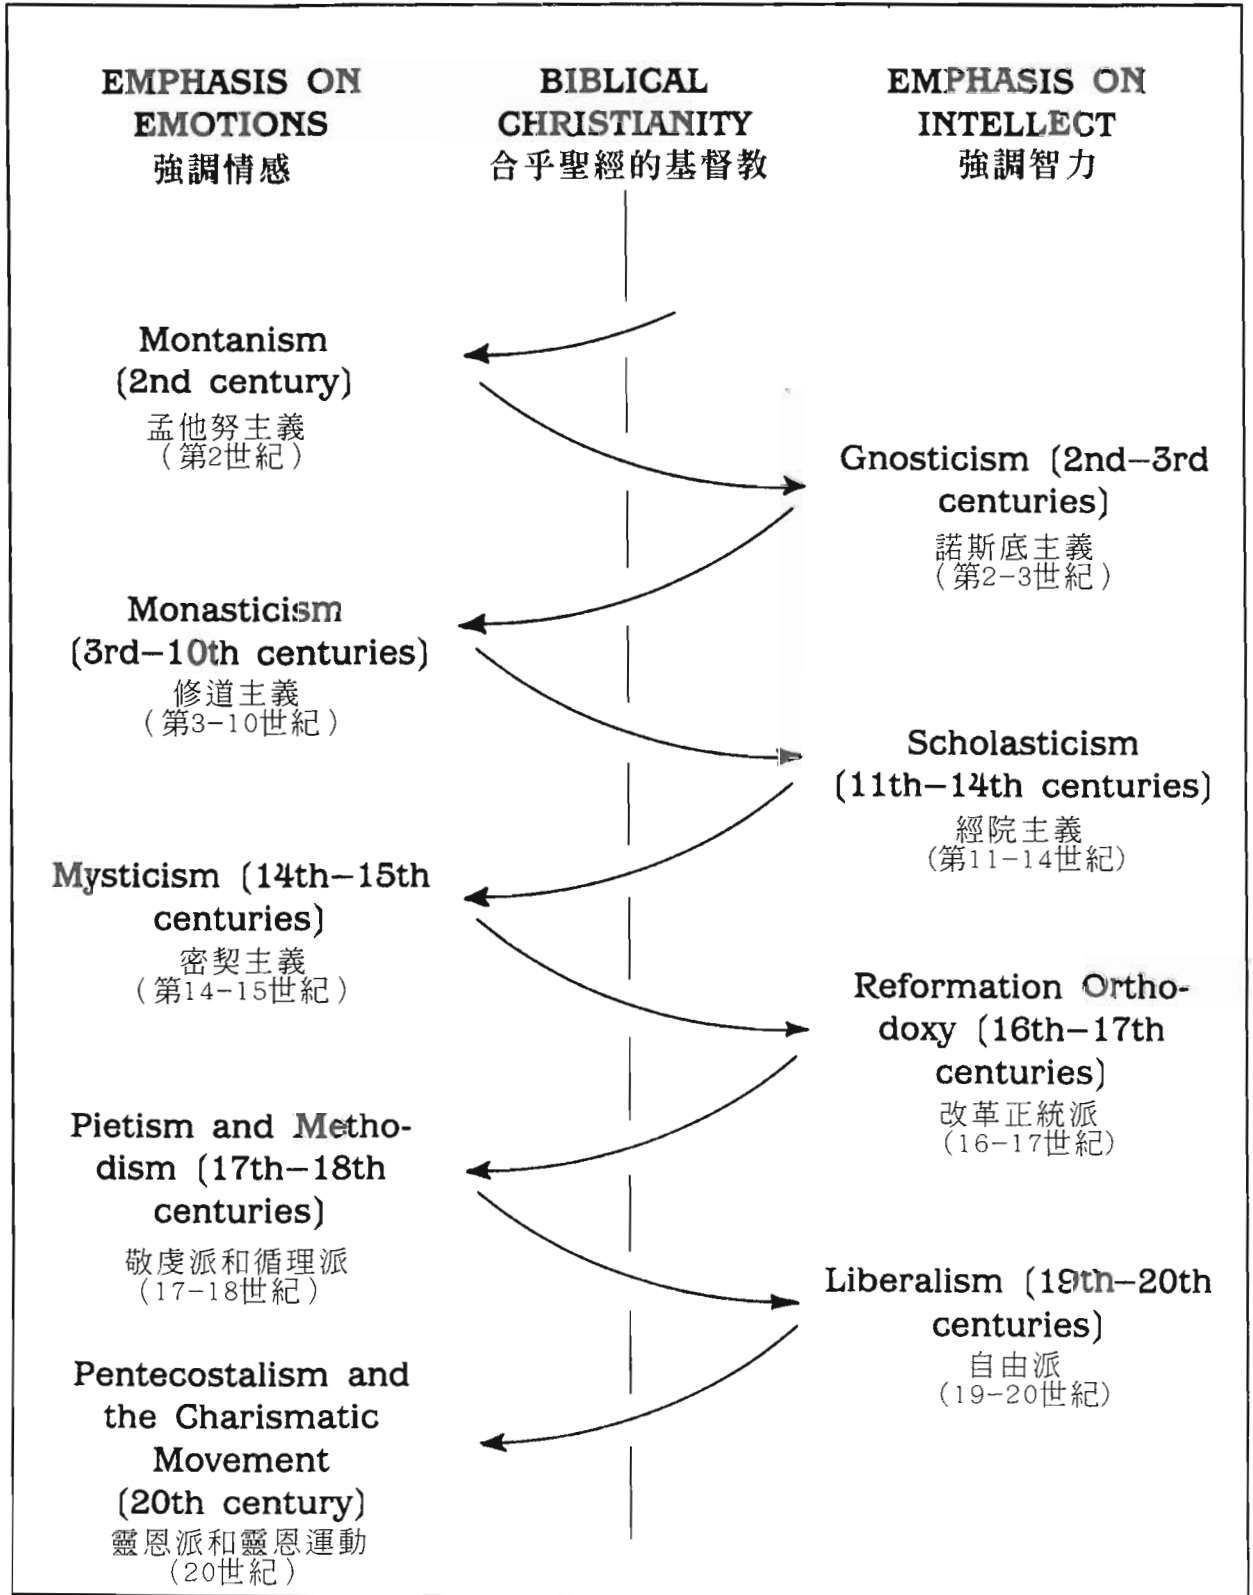 EMPHASIS ON
EMOTIONS
強調情感
BIBLICAL
CHRISTIANITY
合乎聖經的基督教
EMPHASIS ON
INTELLECT
強調智力
Montanism
(2nd century)
孟他努主義
(第2世紀)
Gnosticism (2nd–3rd
centuries)
諾斯底主義
(第2-3世紀)
Monasticism
(3rd–10th centuries)
修道主義
(第3-10世紀)
Scholasticism
(11th–14th centuries)
經院主義
(第11-14世紀)
Mysticism (14th–15th
centuries)
密契主義
(第14-15世紀)
Reformation Ortho-
doxy (16th–17th
centuries)
改革正統派
(16-17世紀)
Pietism and Metho-
dism (17th–18th
centuries)
敬虔派和循理派
(17-18世紀)
Liberalism (19th–20th
centuries)
自由派
(19-20世紀)
Pentecostalism and
the Charismatic
Movement
(20th century)
靈恩派和靈恩運動
(20世紀)